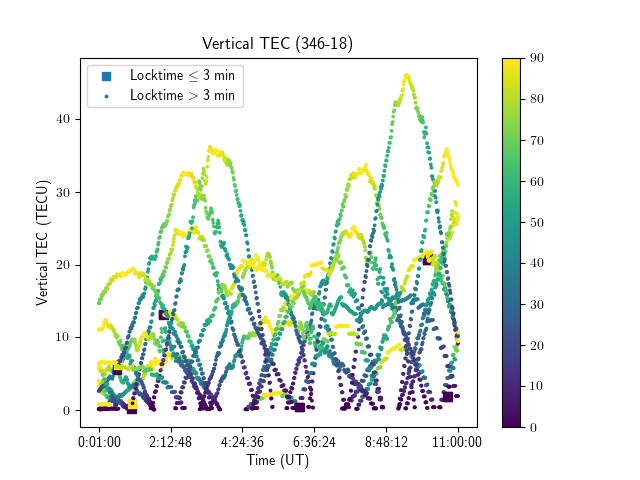 Vertical TEC (346-18)
Locktime ≤ 3 min
Locktime > 3 min
Vertical TEC (TECU)
40
30
20
10
0
0:01:00 2:12:48 4:24:36 6:36:24 8:48:12 11:00:00
Time (UT)
90
80
70
60
50
40
30
20
10
0